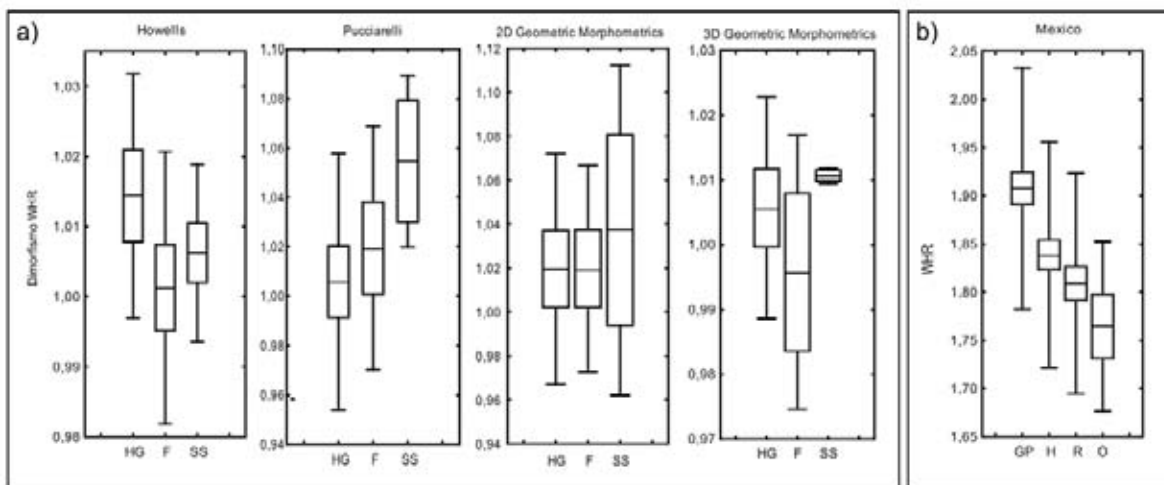 a)
Howells
Dimorfismo WHR
1,03
1,02
1,01
1,00
0,99
0,98
HG F SS
Pucciarelli
1,10
1,08
1,06
1,04
1,02
1,00
0,98
0,96
0,94
HG F SS
2D Geometric Morphometrics
1,12
1,10
1,08
1,06
1,04
1,02
1,00
0,98
0,96
0,94
HG F SS
3D Geometric Morphometrics
1,03
1,02
1,01
1,00
0,99
0,98
0,97
HG F SS
b)
Mexico
WHR
2,05
2,00
1,95
1,90
1,85
1,80
1,75
1,70
1,65
GP H R O